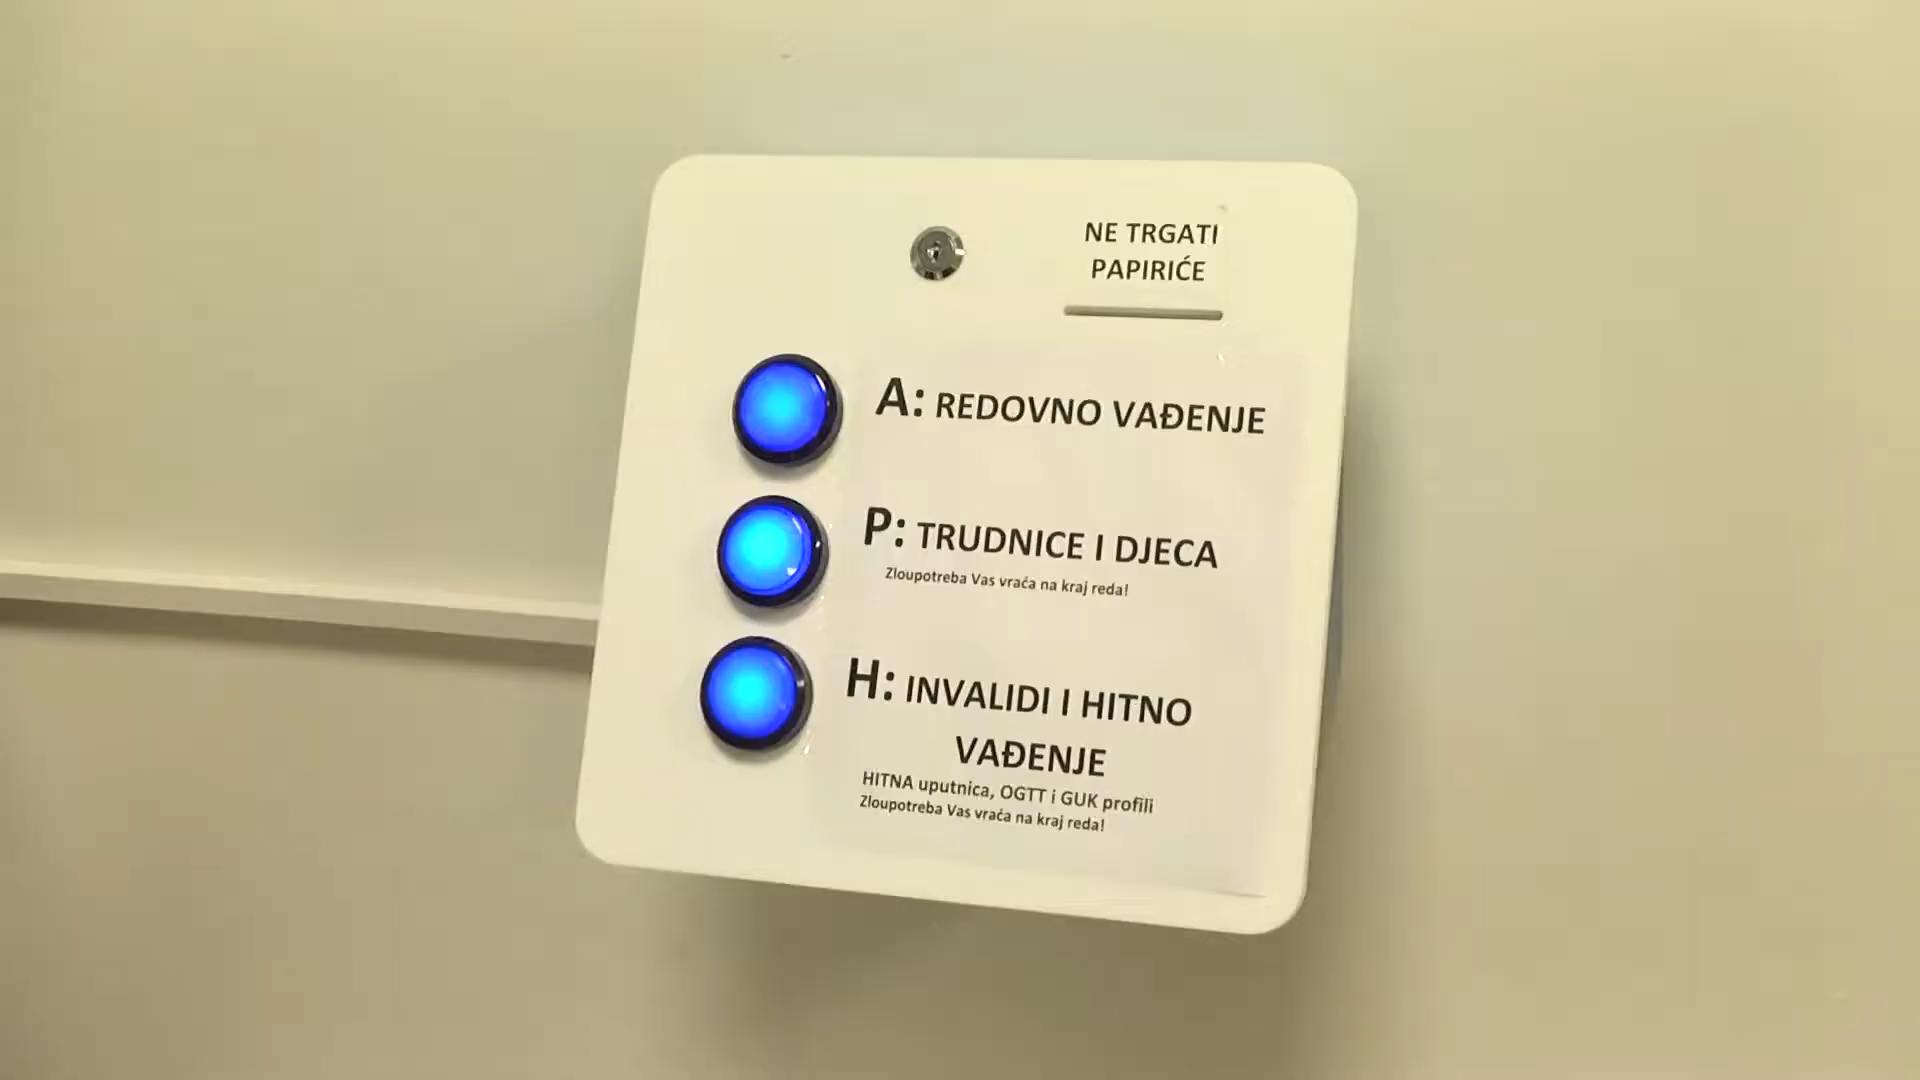 NE TRGATI
PAPIRIĆE
A: REDOVNO VAĐENJE
P: TRUDNICE I DJECA
Zloupotreba Vas vraća na kraj reda!
H: INVALIDI I HITNO
VAĐENJE
HITNA uputnica, OGTT i GUK profili
Zloupotreba Vas vraća na kraj reda!